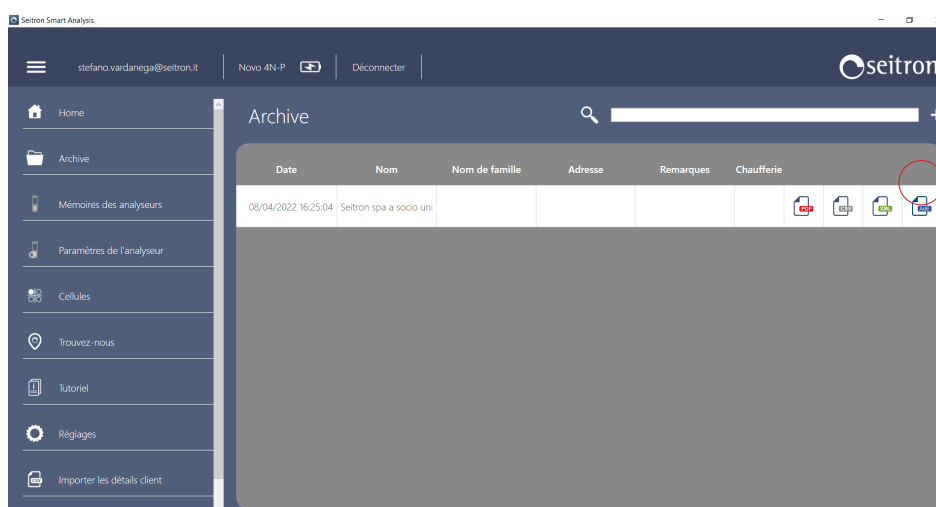 Seitron Smart Analysis
stefano.vardanega@seitron.it
Novo 4N-P
Déconnecter
seitron
Home
Archive
Archive
Mémoires des analyseurs
Paramètres de l'analyseur
Cellules
Trouvez-nous
Tutoriel
Réglages
CSV
Importer les détails client
Date Nom Nom de famille Adresse Remarques Chaufferie
08/04/2022 16:25:04 Seitron spa a socio uni
PDF CSV XML